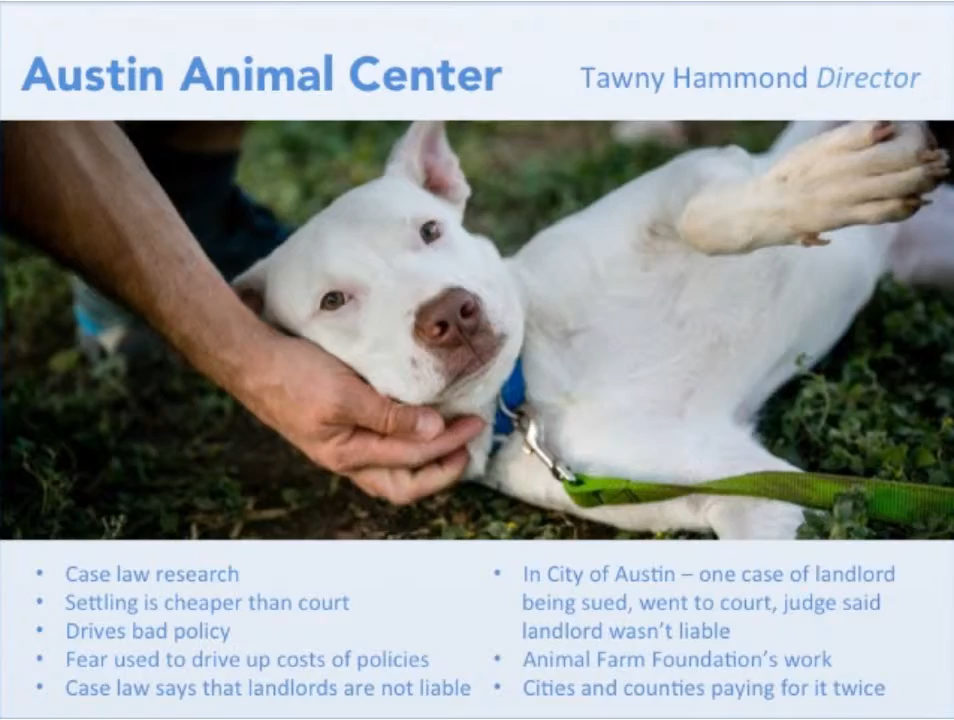 Austin Animal Center
Tawny Hammond Director
• Case law research
• Settling is cheaper than court
• Drives bad policy
• Fear used to drive up costs of policies
• Case law says that landlords are not liable
• In City of Austin – one case of landlord
being sued, went to court, judge said
landlord wasn't liable
• Animal Farm Foundation's work
• Cities and counties paying for it twice